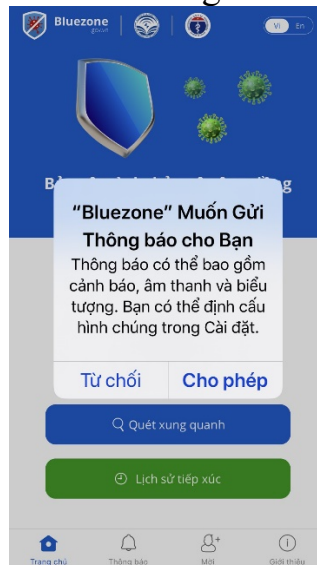 Bluezone
gov.vn
Vi En
B
g
“Bluezone” Muốn Gửi
Thông báo cho Bạn
Thông báo có thể bao gồm
cảnh báo, âm thanh và biểu
tượng. Bạn có thể định cấu
hình chúng trong Cài đặt.
Từ chối Cho phép
Quét xung quanh
Lịch sử tiếp xúc
Trang chủ Thông báo Mời Giới thiệu